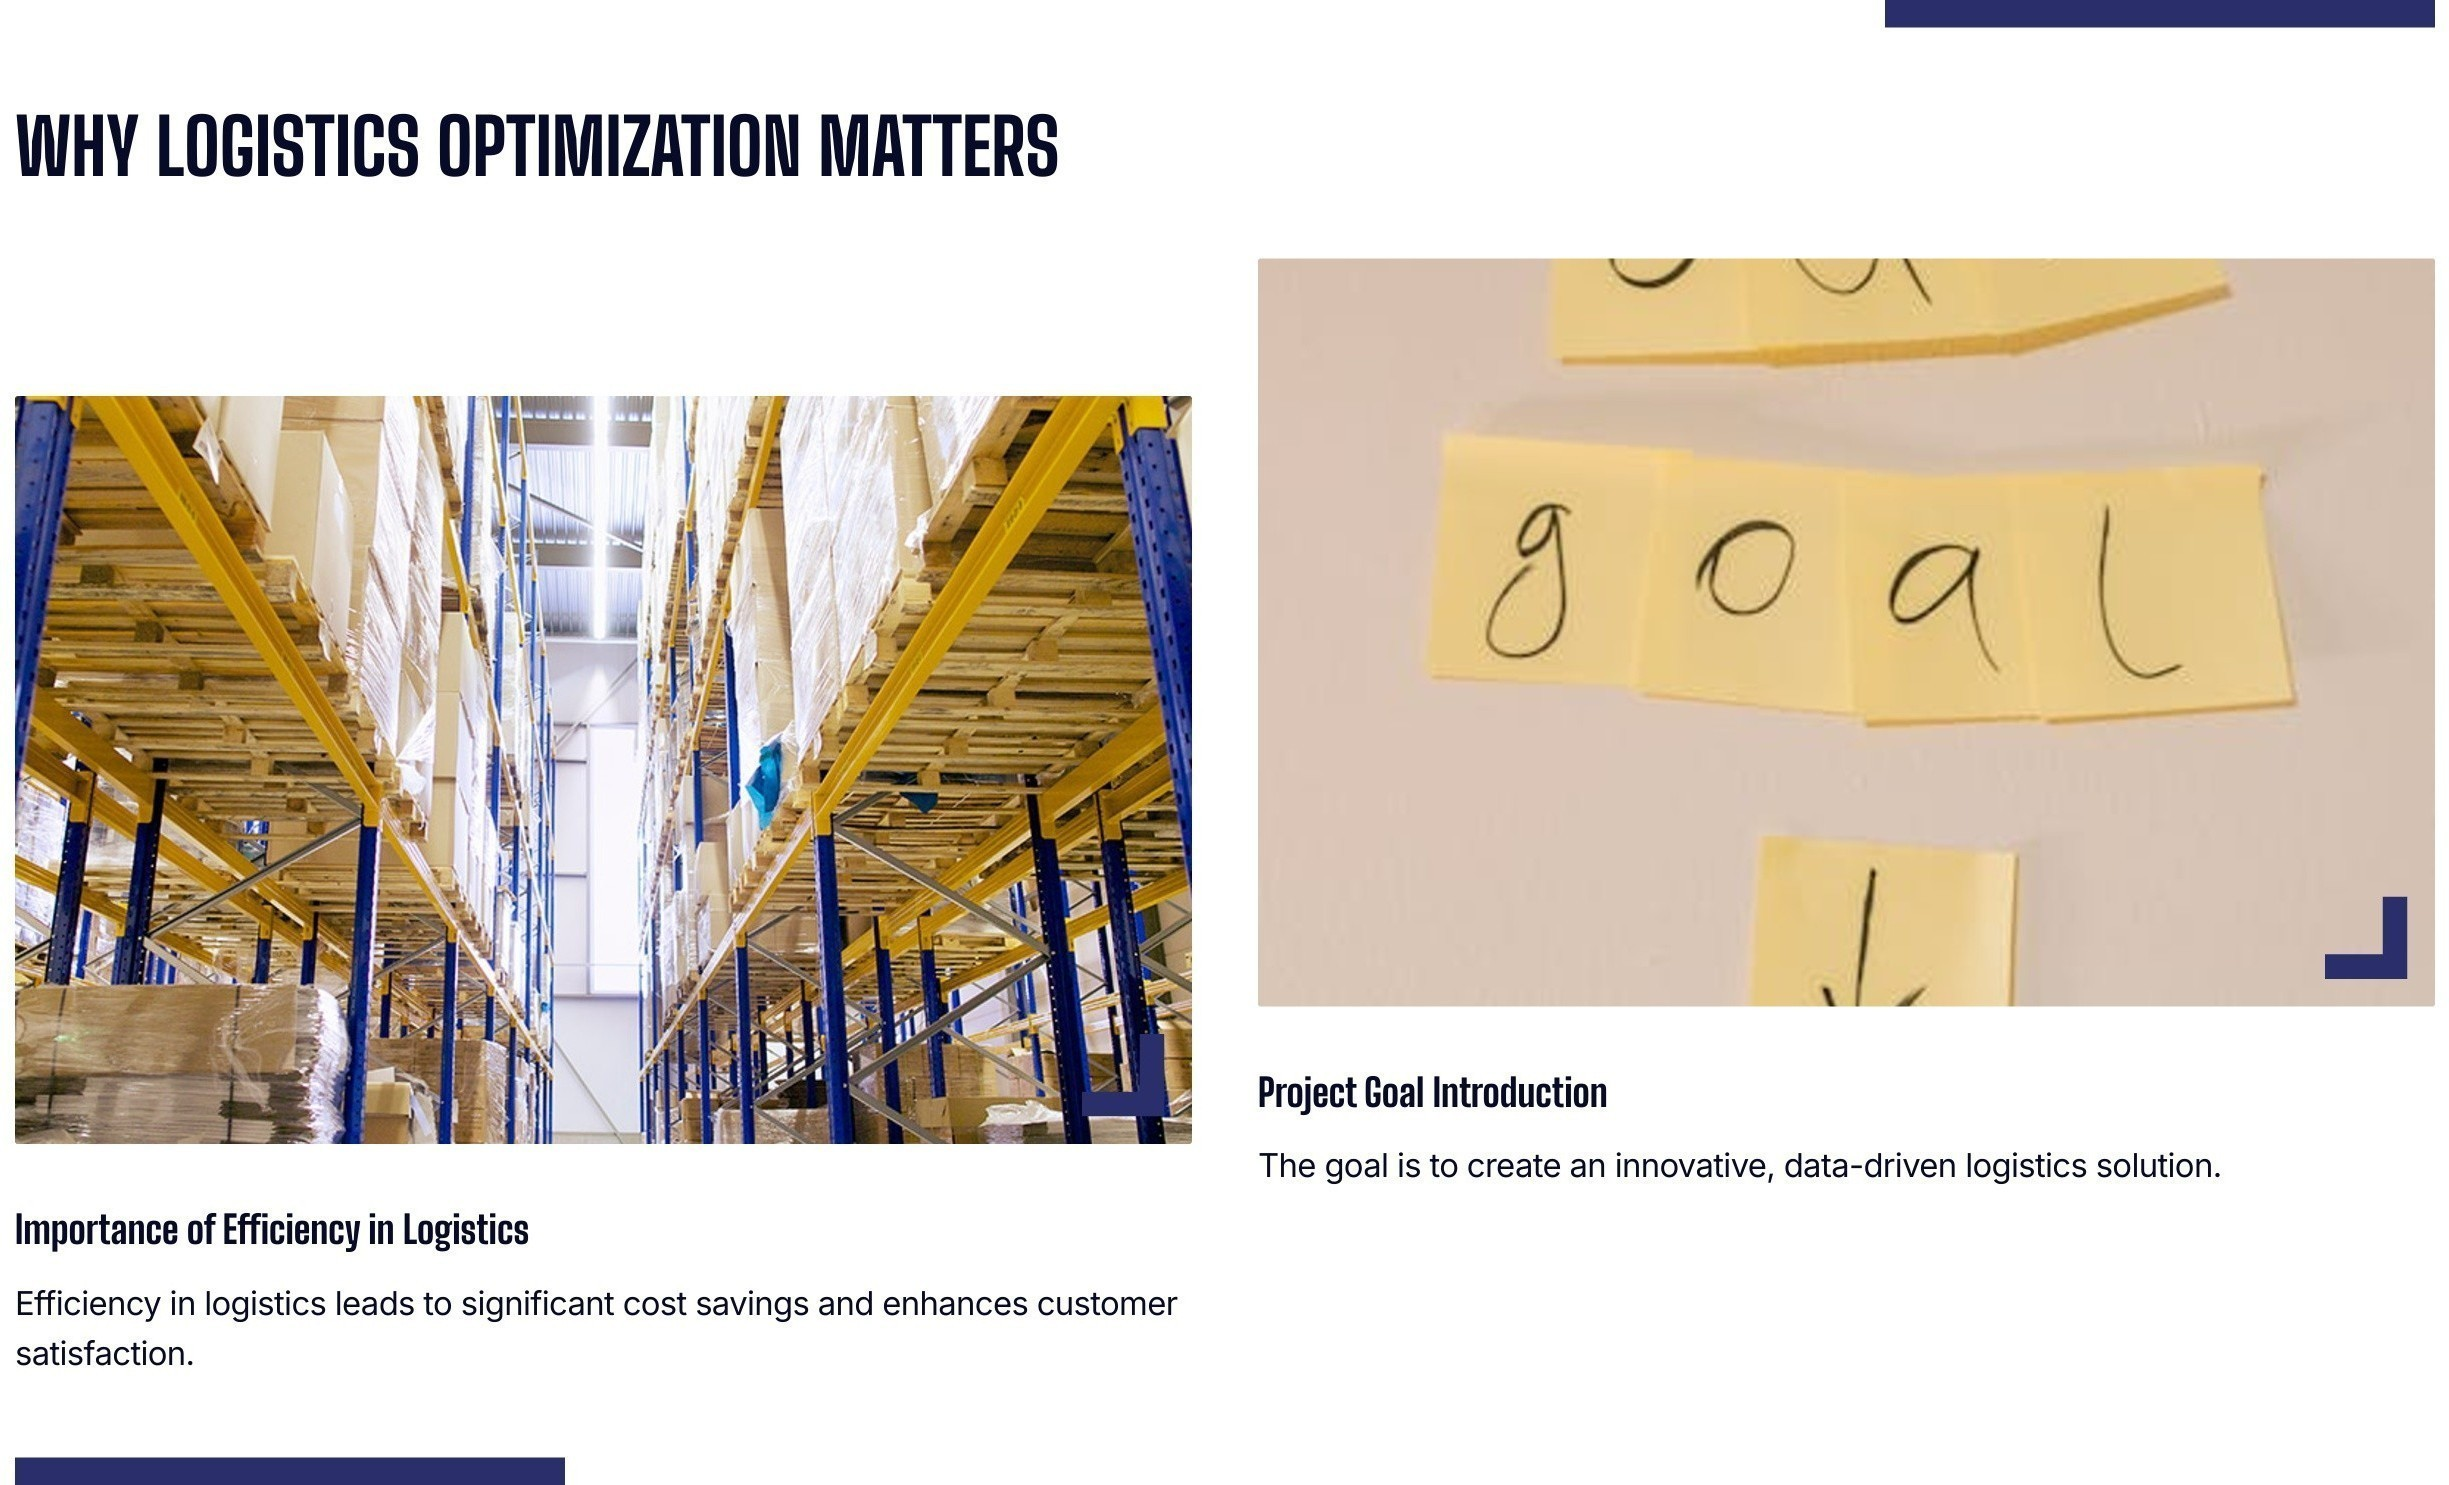 WHY LOGISTICS OPTIMIZATION MATTERS
goal
Importance of Efficiency in Logistics
Efficiency in logistics leads to significant cost savings and enhances customer
satisfaction.
Project Goal Introduction
The goal is to create an innovative, data-driven logistics solution.